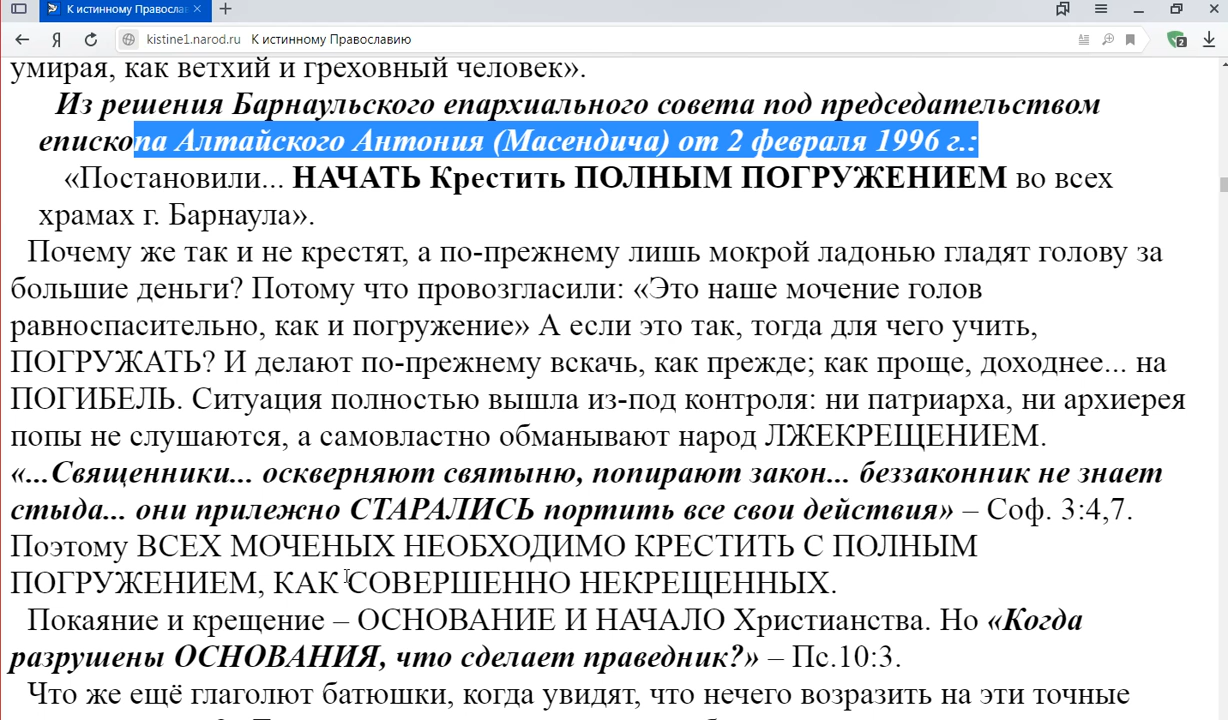 К истинному Правосла
kistine1.narod.ru К истинному Православию
2
умирая, как ветхий и греховный человек».
Из решения Барнаульского епархиального совета под председательством
епископа Алтайского Антония (Масендича) от 2 февраля 1996 г.:
«Постановили... НАЧАТЬ Крестить ПОЛНЫМ ПОГРУЖЕНИЕМ во всех
храмах г. Барнаула».
Почему же так и не крестят, а по-прежнему лишь мокрой ладонью гладят голову за
большие деньги? Потому что провозгласили: «Это наше мочение голов
равноспасительно, как и погружение» А если это так, тогда для чего учить,
ПОГРУЖАТЬ? И делают по-прежнему вскачь, как прежде; как проще, доходнее... на
ПОГИБЕЛЬ. Ситуация полностью вышла из-под контроля: ни патриарха, ни архиерея
попы не слушаются, а самовластно обманывают народ ЛЖЕКРЕЩЕНИЕМ.
«...Священники... оскверняют святыню, попирают закон... беззаконник не знает
стыда... они прилежно СТАРАЛИСЬ портить все свои действия» – Соф. 3:4,7.
Поэтому ВСЕХ МОЧЕНЫХ НЕОБХОДИМО КРЕСТИТЬ С ПОЛНЫМ
ПОГРУЖЕНИЕМ, КАК СОВЕРШЕННО НЕКРЕЩЕННЫХ.
Покаяние и крещение – ОСНОВАНИЕ И НАЧАЛО Христианства. Но «Когда
разрушены ОСНОВАНИЯ, что сделает праведник?» – Пс.10:3.
Что же ещё глаголют батюшки, когда увидят, что нечего возразить на эти точные